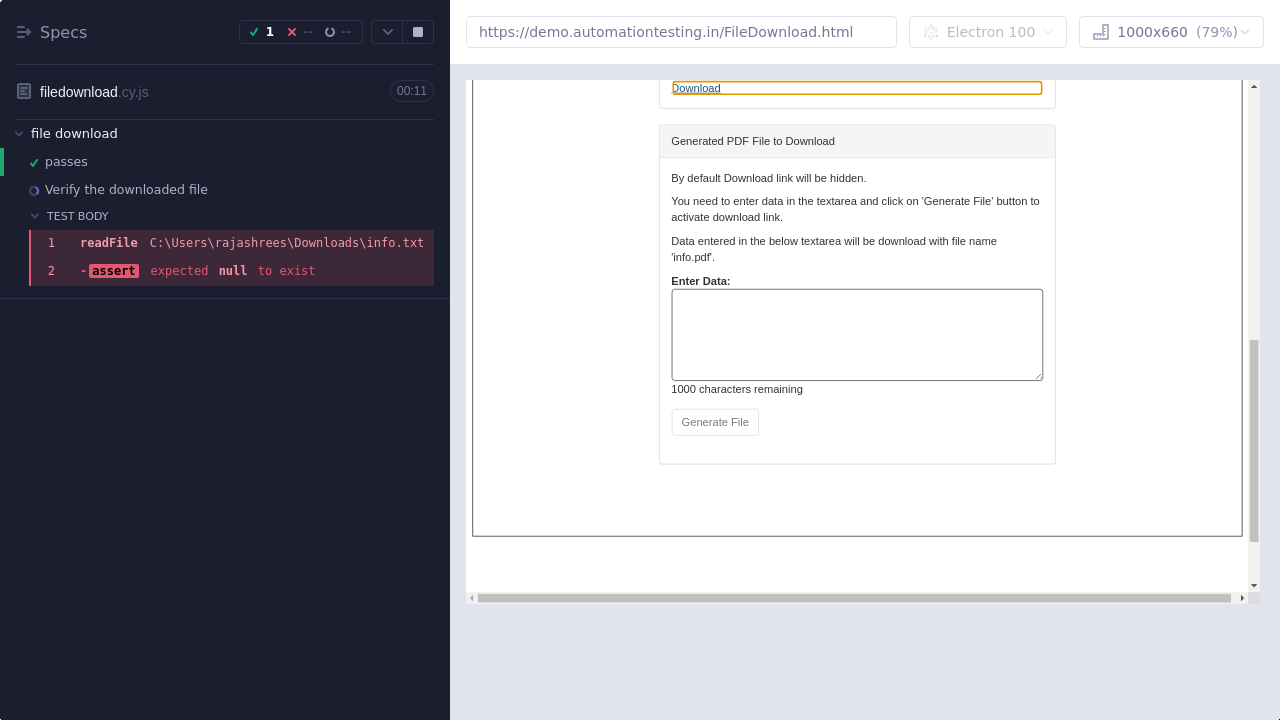 Specs
1
--
--
https://demo.automationtesting.in/FileDownload.html
Electron 100
1000x660 (79%)
filedownload.cy.js
00:11
file download
passes
Verify the downloaded file
TEST BODY
1 readFile C:\Users\rajashrees\Downloads\info.txt
2 -assert expected null to exist
Download
Generated PDF File to Download
By default Download link will be hidden.
You need to enter data in the textarea and click on 'Generate File' button to
activate download link.
Data entered in the below textarea will be download with file name
'info.pdf'.
Enter Data:
1000 characters remaining
Generate File